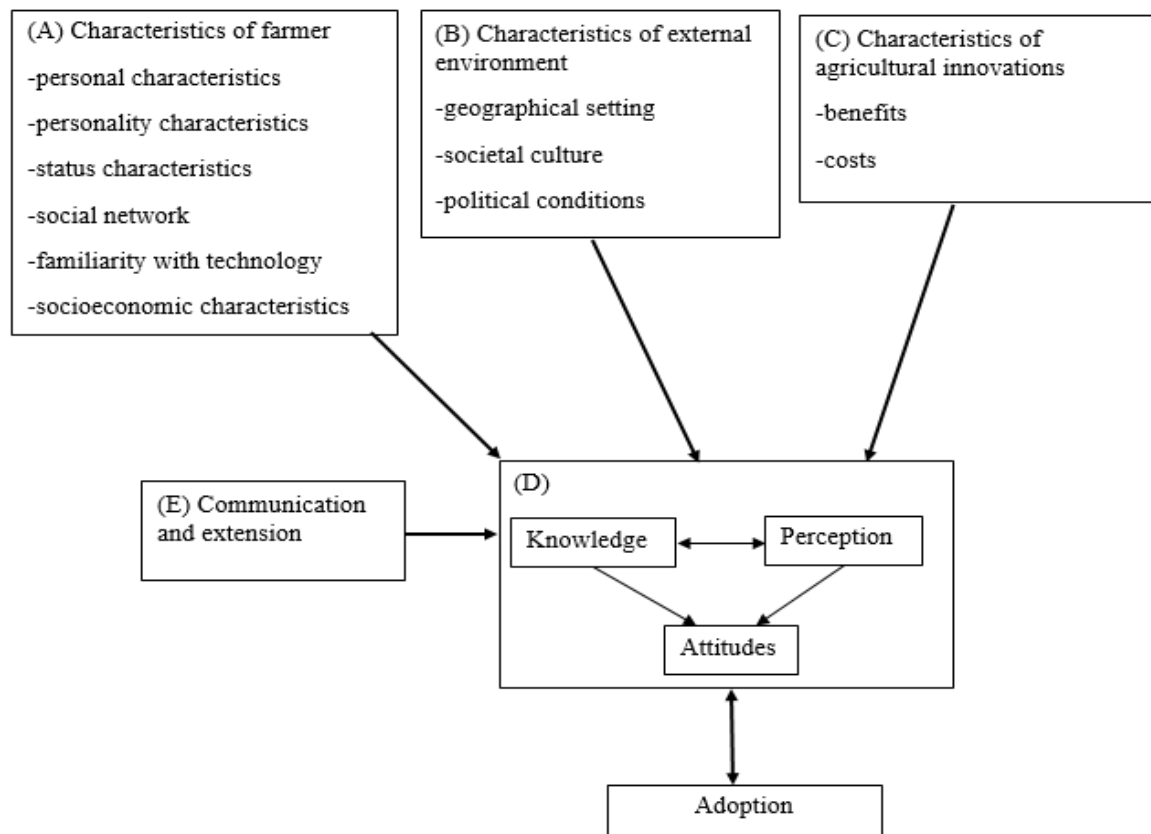 (A) Characteristics of farmer
-personal characteristics
-personality characteristics
-status characteristics
-social network
-familiarity with technology
-socioeconomic characteristics
(B) Characteristics of external
environment
-geographical setting
-societal culture
-political conditions
(C) Characteristics of
agricultural innovations
-benefits
-costs
(E) Communication
and extension
(D)
Knowledge
Perception
Attitudes
Adoption